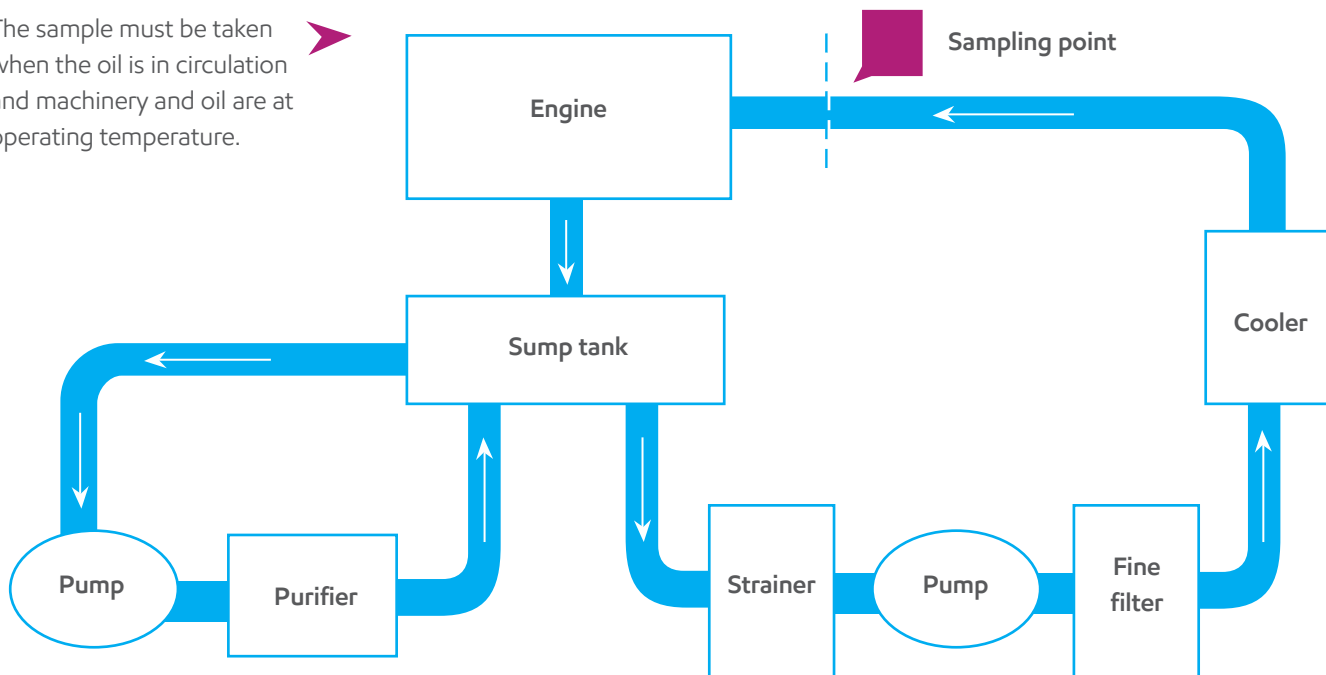 The sample must be taken
when the oil is in circulation
and machinery and oil are at
operating temperature.
Sampling point
Engine
Cooler
Sump tank
Pump
Purifier
Strainer
Pump
Fine
filter